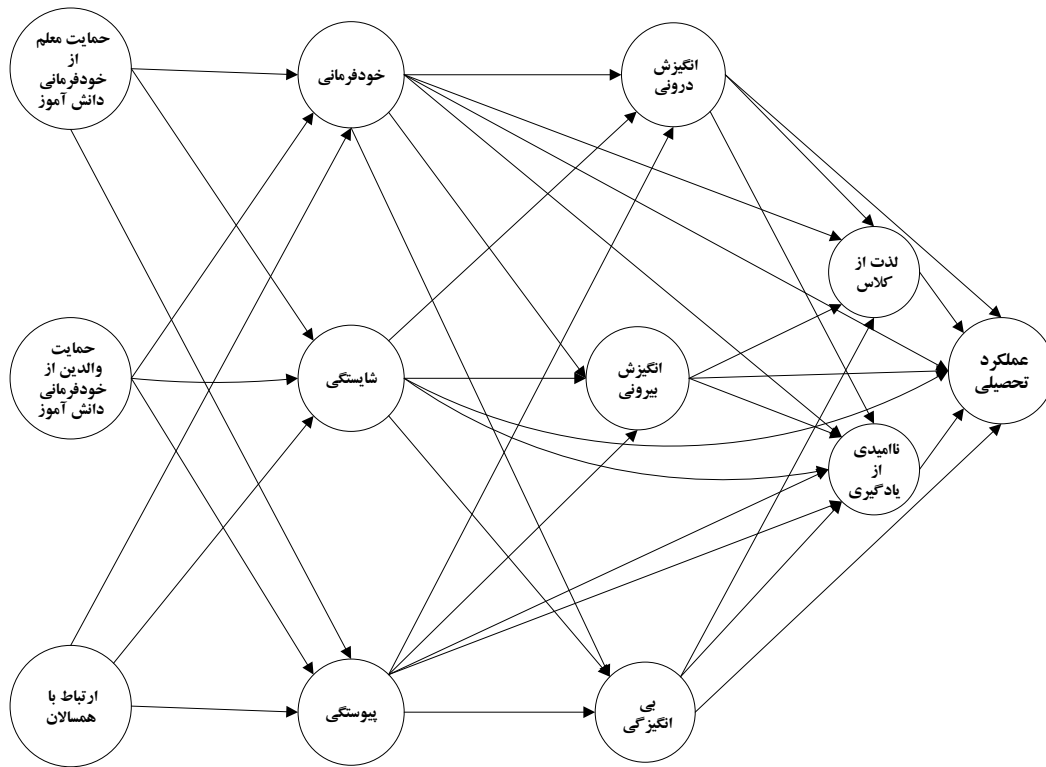 حمایت معلم
از
خودفرمانی
دانش آموز
خودفرمانی
انگیزش
درونی
لذت از
کلاس
حمایت
والدین از
خودفرمانی
دانش آموز
شایستگی
انگیزش
بیرونی
عملکرد
تحصیلی
ناامیدی
از
یادگیری
ارتباط با
همسالان
پیوستگی
بی
انگیزگی